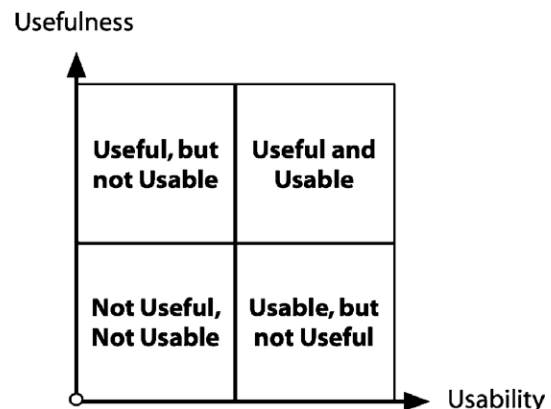 Usefulness
Useful, but
not Usable
Useful and
Usable
Not Useful,
Not Usable
Usable, but
not Useful
Usability